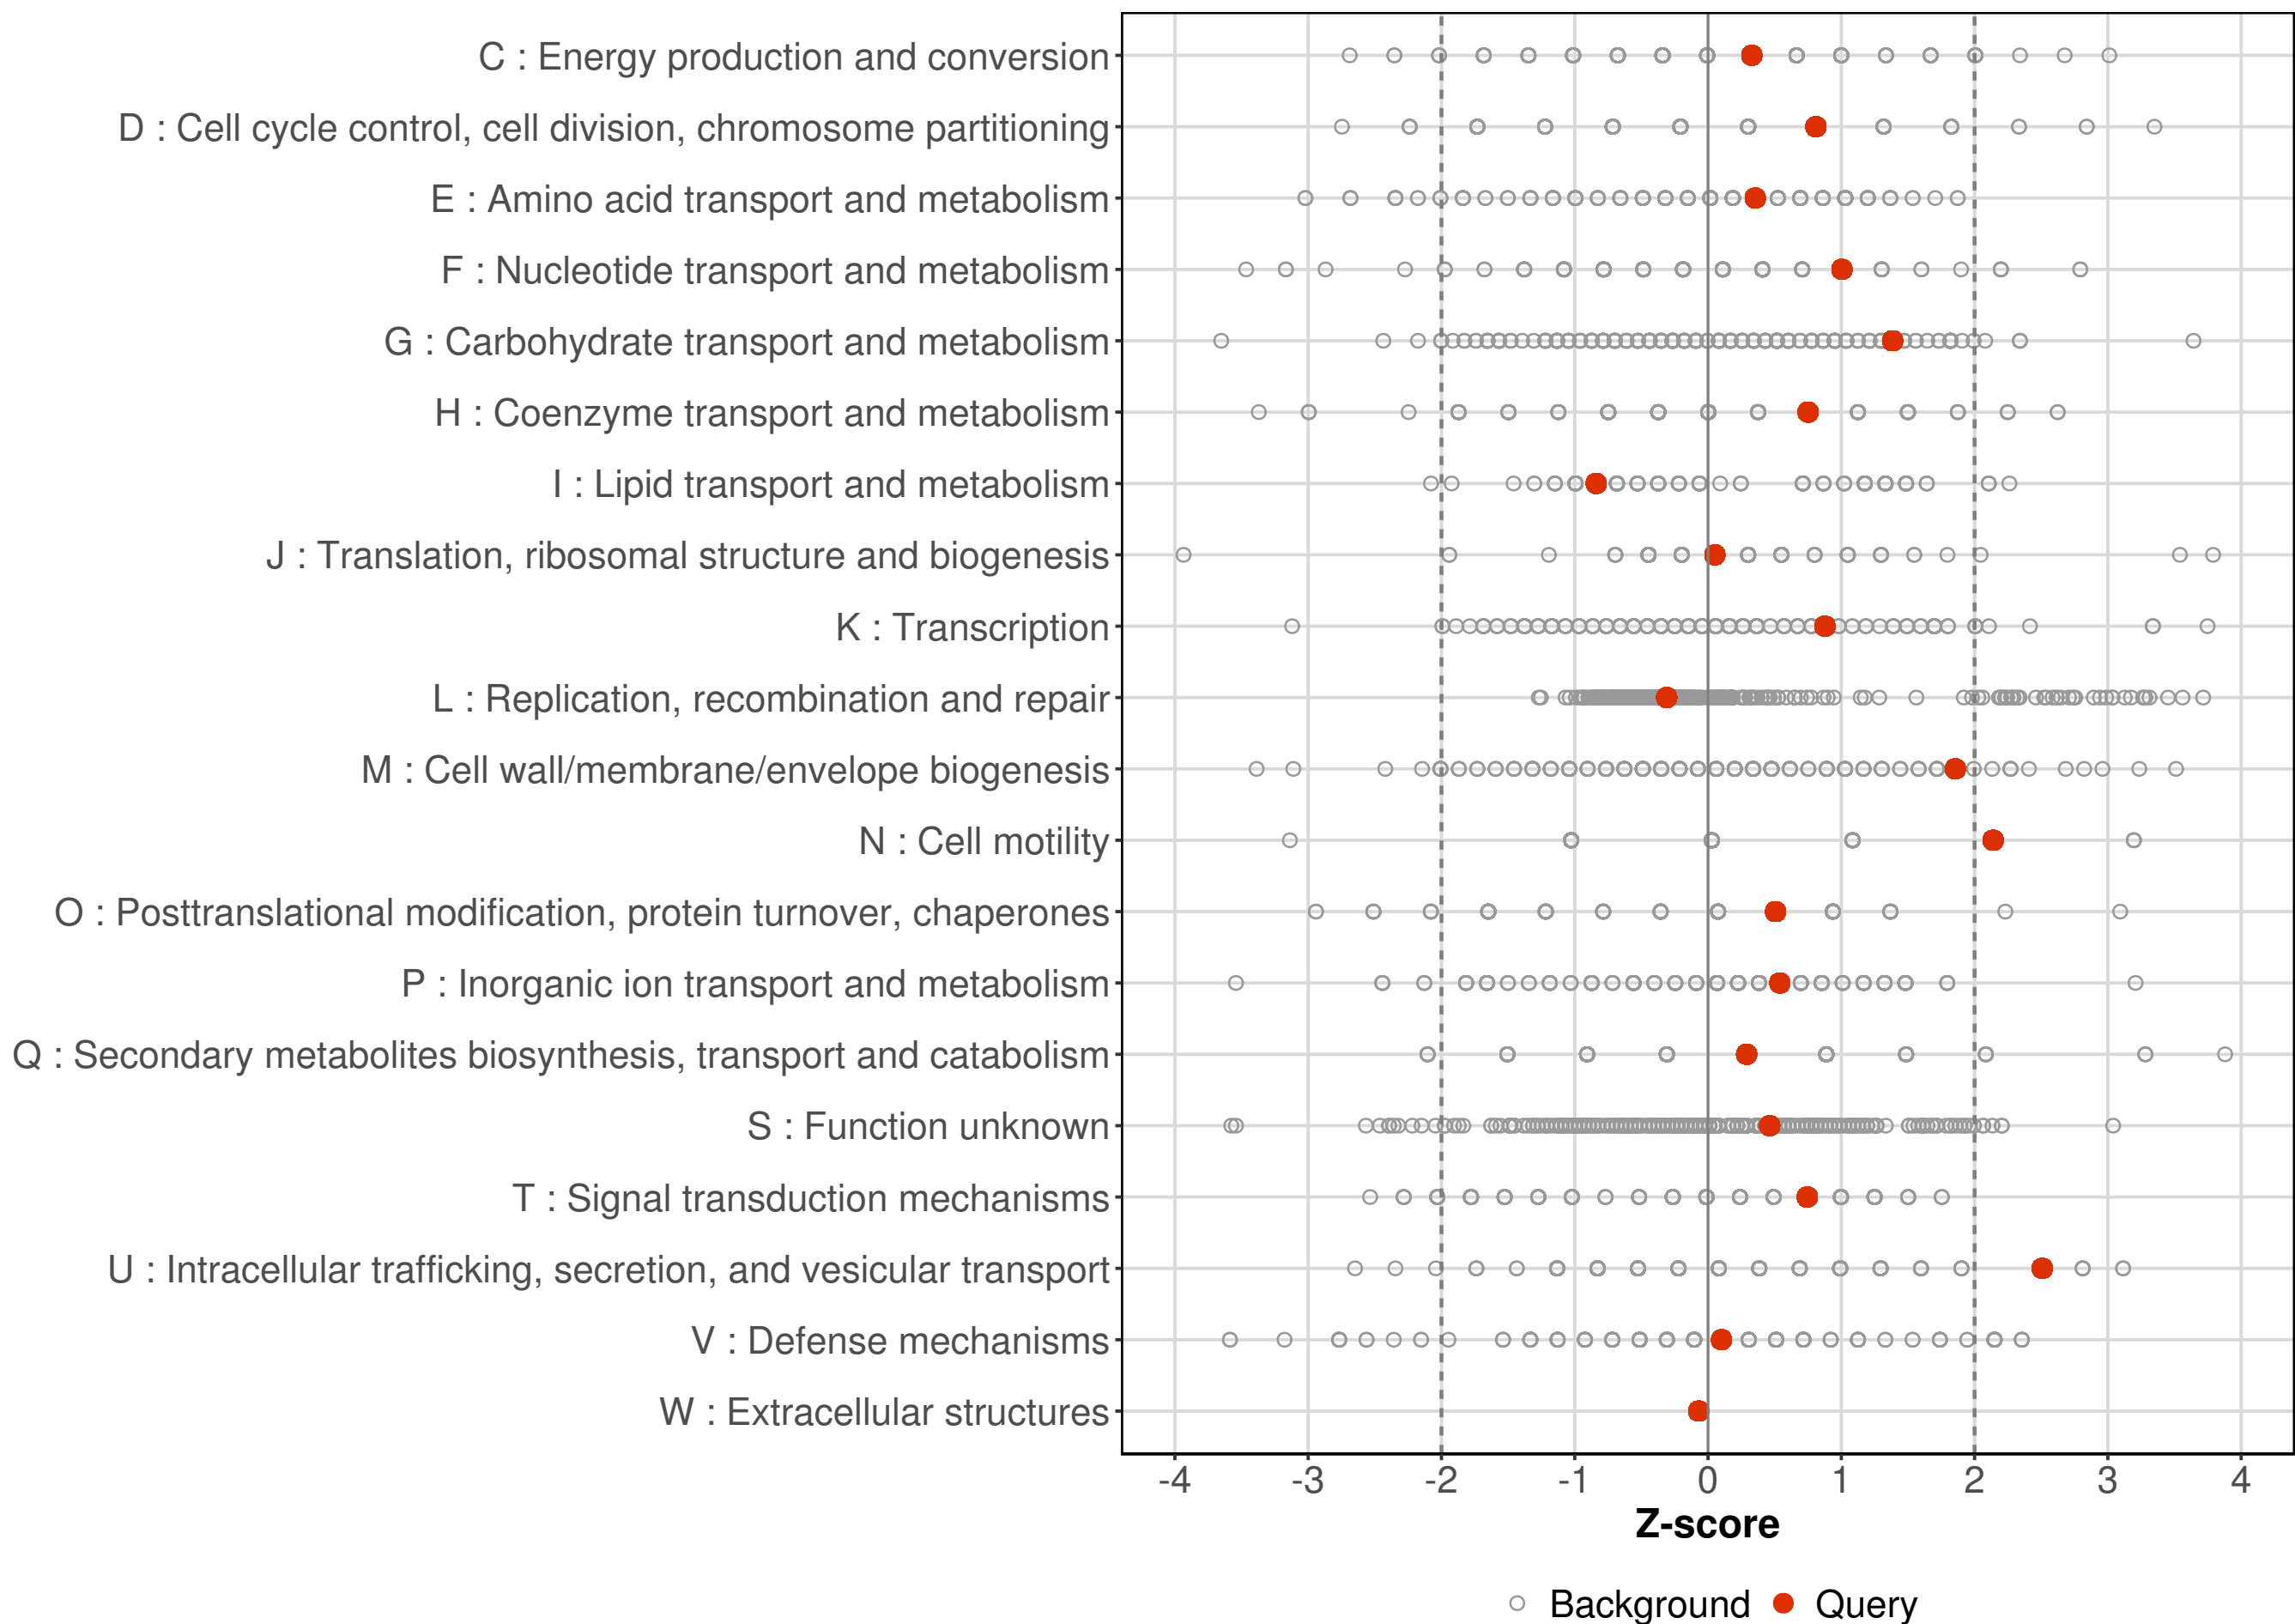 C : Energy production and conversion
D : Cell cycle control, cell division, chromosome partitioning
E : Amino acid transport and metabolism
F : Nucleotide transport and metabolism
G : Carbohydrate transport and metabolism
H : Coenzyme transport and metabolism
I : Lipid transport and metabolism
J : Translation, ribosomal structure and biogenesis
K : Transcription
L : Replication, recombination and repair
M : Cell wall/membrane/envelope biogenesis
N : Cell motility
O : Posttranslational modification, protein turnover, chaperones
P : Inorganic ion transport and metabolism
Q : Secondary metabolites biosynthesis, transport and catabolism
S : Function unknown
T : Signal transduction mechanisms
U : Intracellular trafficking, secretion, and vesicular transport
V : Defense mechanisms
W : Extracellular structures
-4 -3 -2 -1 0 1 2 3 4
Z-score
Background Query